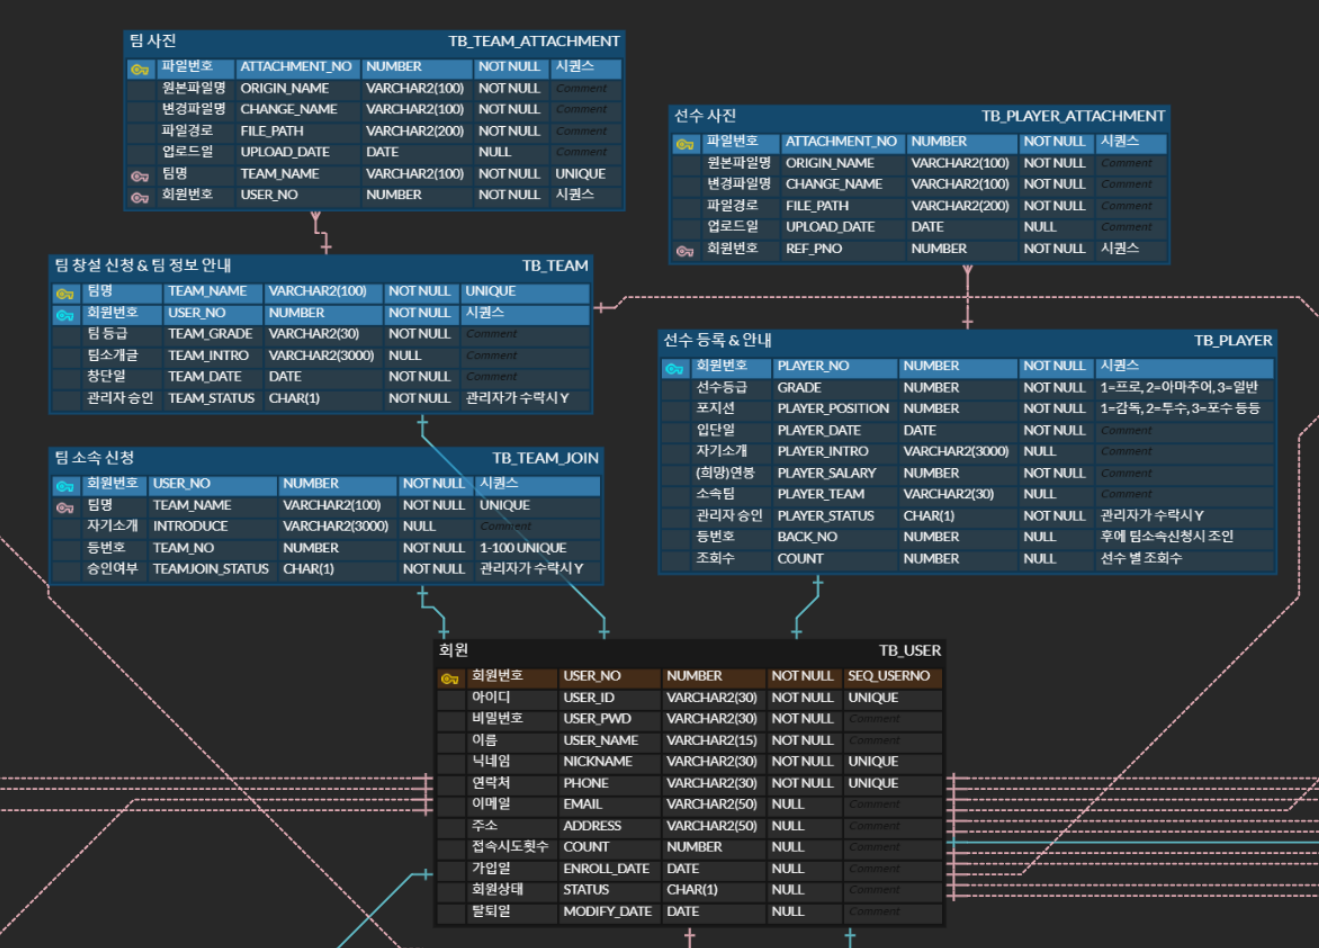 팀 사진 TB_TEAM_ATTACHMENT
파일번호 ATTACHMENT_NO NUMBER NOT NULL 시퀀스
원본파일명 ORIGIN_NAME VARCHAR2(100) NOT NULL Comment
변경파일명 CHANGE_NAME VARCHAR2(100) NOT NULL Comment
파일경로 FILE_PATH VARCHAR2(200) NOT NULL Comment
업로드일 UPLOAD_DATE DATE NULL Comment
팀명 TEAM_NAME VARCHAR2(100) NOT NULL UNIQUE
회원번호 USER_NO NUMBER NOT NULL 시퀀스
선수 사진 TB_PLAYER_ATTACHMENT
파일번호 ATTACHMENT_NO NUMBER NOT NULL 시퀀스
원본파일명 ORIGIN_NAME VARCHAR2(100) NOT NULL Comment
변경파일명 CHANGE_NAME VARCHAR2(100) NOT NULL Comment
파일경로 FILE_PATH VARCHAR2(200) NOT NULL Comment
업로드일 UPLOAD_DATE DATE NULL Comment
회원번호 REF_PNO NUMBER NOT NULL 시퀀스
팀 창설 신청 & 팀 정보 안내 TB_TEAM
팀명 TEAM_NAME VARCHAR2(100) NOT NULL UNIQUE
회원번호 USER_NO NUMBER NOT NULL 시퀀스
팀 등급 TEAM_GRADE VARCHAR2(30) NOT NULL Comment
팀소개글 TEAM_INTRO VARCHAR2(3000) NULL Comment
창단일 TEAM_DATE DATE NOT NULL Comment
관리자 승인 TEAM_STATUS CHAR(1) NOT NULL 관리자가 수락시 Y
선수 등록 & 안내 TB_PLAYER
회원번호 PLAYER_NO NUMBER NOT NULL 시퀀스
선수등급 GRADE NUMBER NOT NULL 1=프로, 2=아마추어, 3=일반
포지션 PLAYER_POSITION NUMBER NOT NULL 1=감독, 2=투수, 3=포수 등등
입단일 PLAYER_DATE DATE NOT NULL Comment
자기소개 PLAYER_INTRO VARCHAR2(3000) NULL Comment
(희망)연봉 PLAYER_SALARY NUMBER NOT NULL Comment
소속팀 PLAYER_TEAM VARCHAR2(30) NULL Comment
관리자 승인 PLAYER_STATUS CHAR(1) NOT NULL 관리자가 수락시 Y
등번호 BACK_NO NUMBER NULL 후에 팀소속신청시 조인
조회수 COUNT NUMBER NULL 선수 별 조회수
팀 소속 신청 TB_TEAM_JOIN
회원번호 USER_NO NUMBER NOT NULL 시퀀스
팀명 TEAM_NAME VARCHAR2(100) NOT NULL UNIQUE
자기소개 INTRODUCE VARCHAR2(3000) NULL Comment
등번호 TEAM_NO NUMBER NOT NULL 1-100 UNIQUE
승인여부 TEAMJOIN_STATUS CHAR(1) NOT NULL 관리자가 수락시 Y
회원 TB_USER
회원번호 USER_NO NUMBER NOT NULL SEQ_USERNO
아이디 USER_ID VARCHAR2(30) NOT NULL UNIQUE
비밀번호 USER_PWD VARCHAR2(30) NOT NULL Comment
이름 USER_NAME VARCHAR2(15) NOT NULL Comment
닉네임 NICKNAME VARCHAR2(30) NOT NULL UNIQUE
연락처 PHONE VARCHAR2(30) NOT NULL UNIQUE
이메일 EMAIL VARCHAR2(50) NULL Comment
주소 ADDRESS VARCHAR2(50) NULL Comment
접속시도횟수 COUNT NUMBER NULL Comment
가입일 ENROLL_DATE DATE NULL Comment
회원상태 STATUS CHAR(1) NULL Comment
탈퇴일 MODIFY_DATE DATE NULL Comment